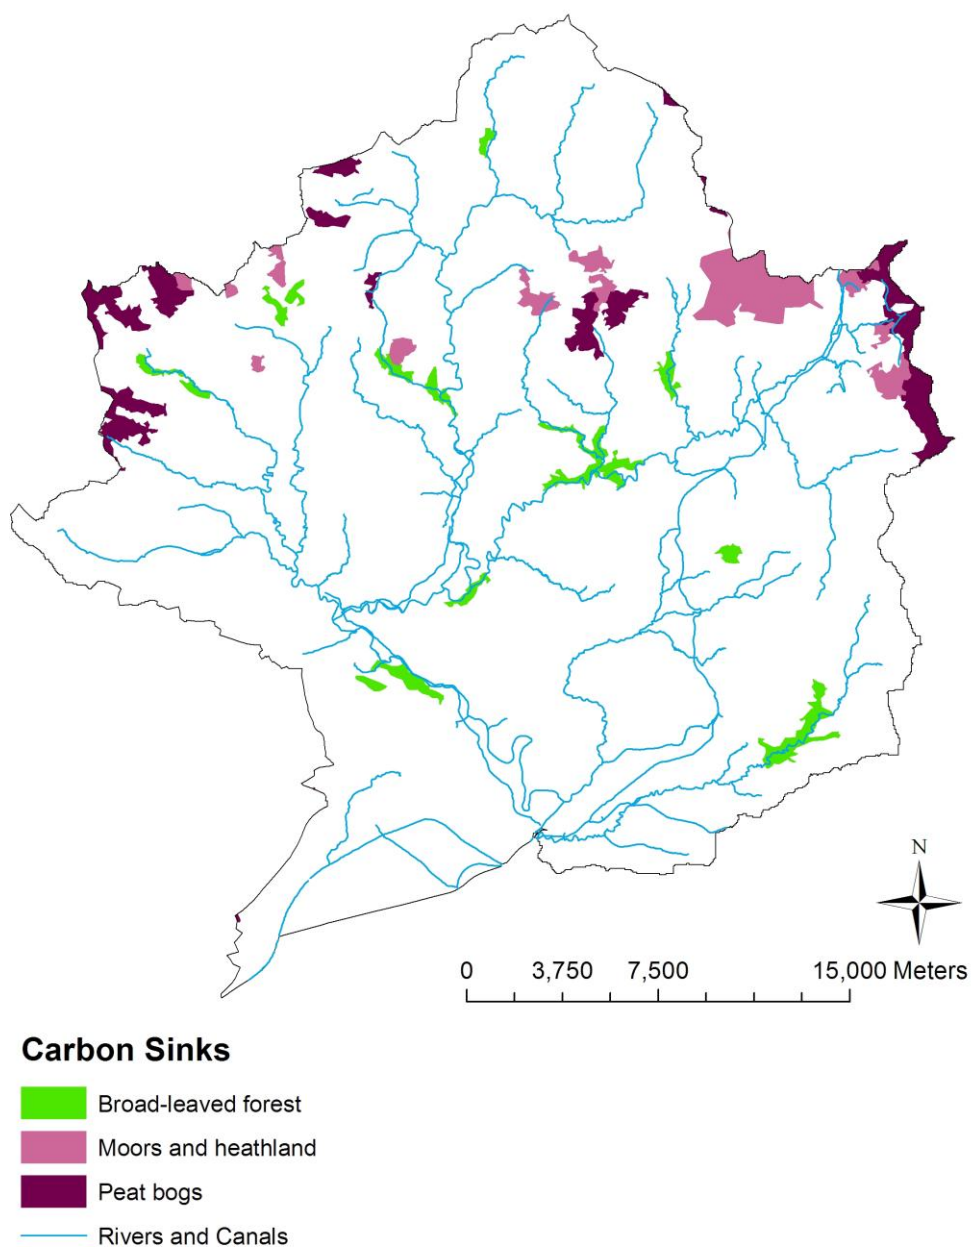 N
0 3,750 7,500 15,000 Meters
Carbon Sinks
Broad-leaved forest
Moors and heathland
Peat bogs
Rivers and Canals